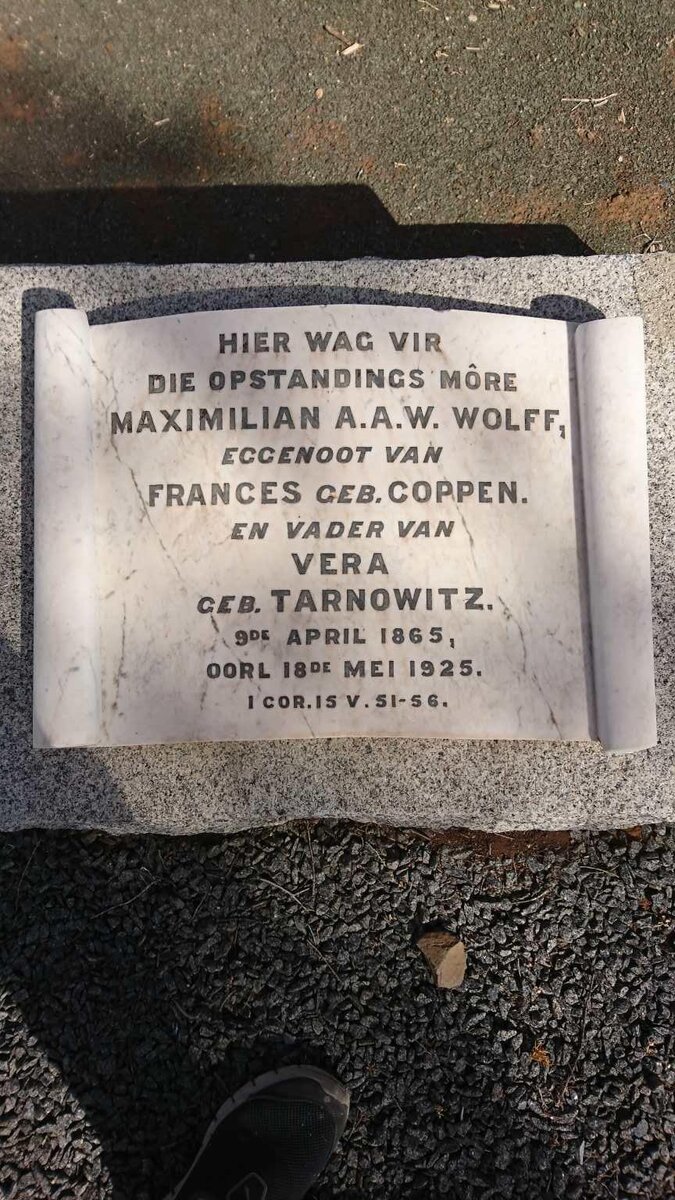 HIER WAG VIR
DIE OPSTANDINGS MÔRE
MAXIMILIAN A.A.W. WOLFF,
EGGENOOT VAN
FRANCES GEB. COPPEN.
EN VADER VAN
VERA
GEB. TARNOWITZ.
9DE APRIL 1865,
OORL 18DE MEI 1925.
I COR. 15 V. 51-56.